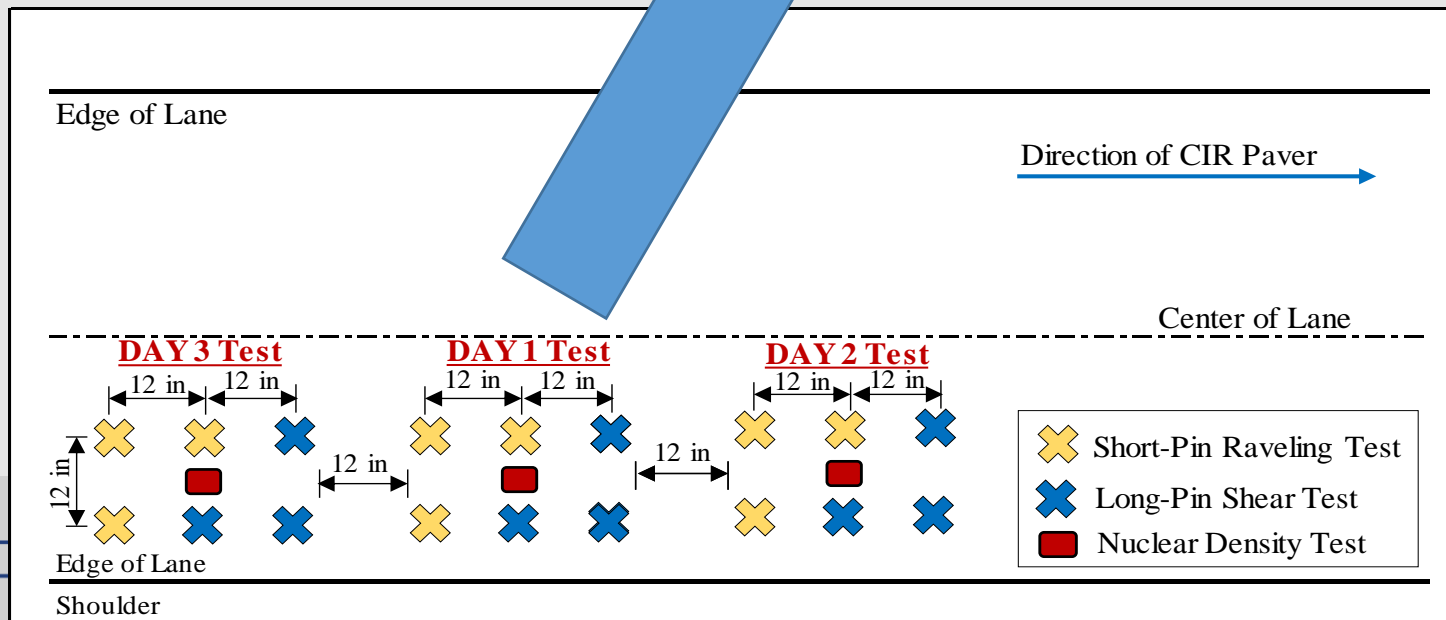 Edge of Lane
Direction of CIR Paver
Center of Lane
DAY 3 Test
DAY 1 Test
DAY 2 Test
12 in
12 in
12 in
12 in
12 in
12 in
12 in
12 in
12 in
Short-Pin Raveling Test
Long-Pin Shear Test
Nuclear Density Test
Edge of Lane
Shoulder